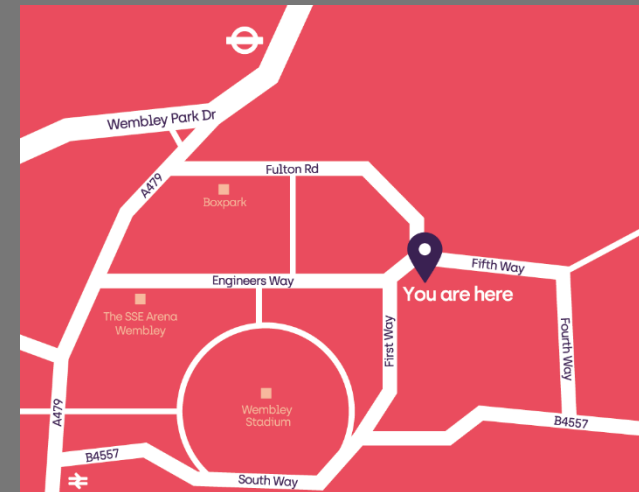 Wembley Park Dr
Fulton Rd
A479
Boxpark
Fifth Way
Engineers Way
You are here
The SSE Arena
Wembley
First Way
Fourth Way
Wembley
Stadium
A479
B4557
B4557
South Way